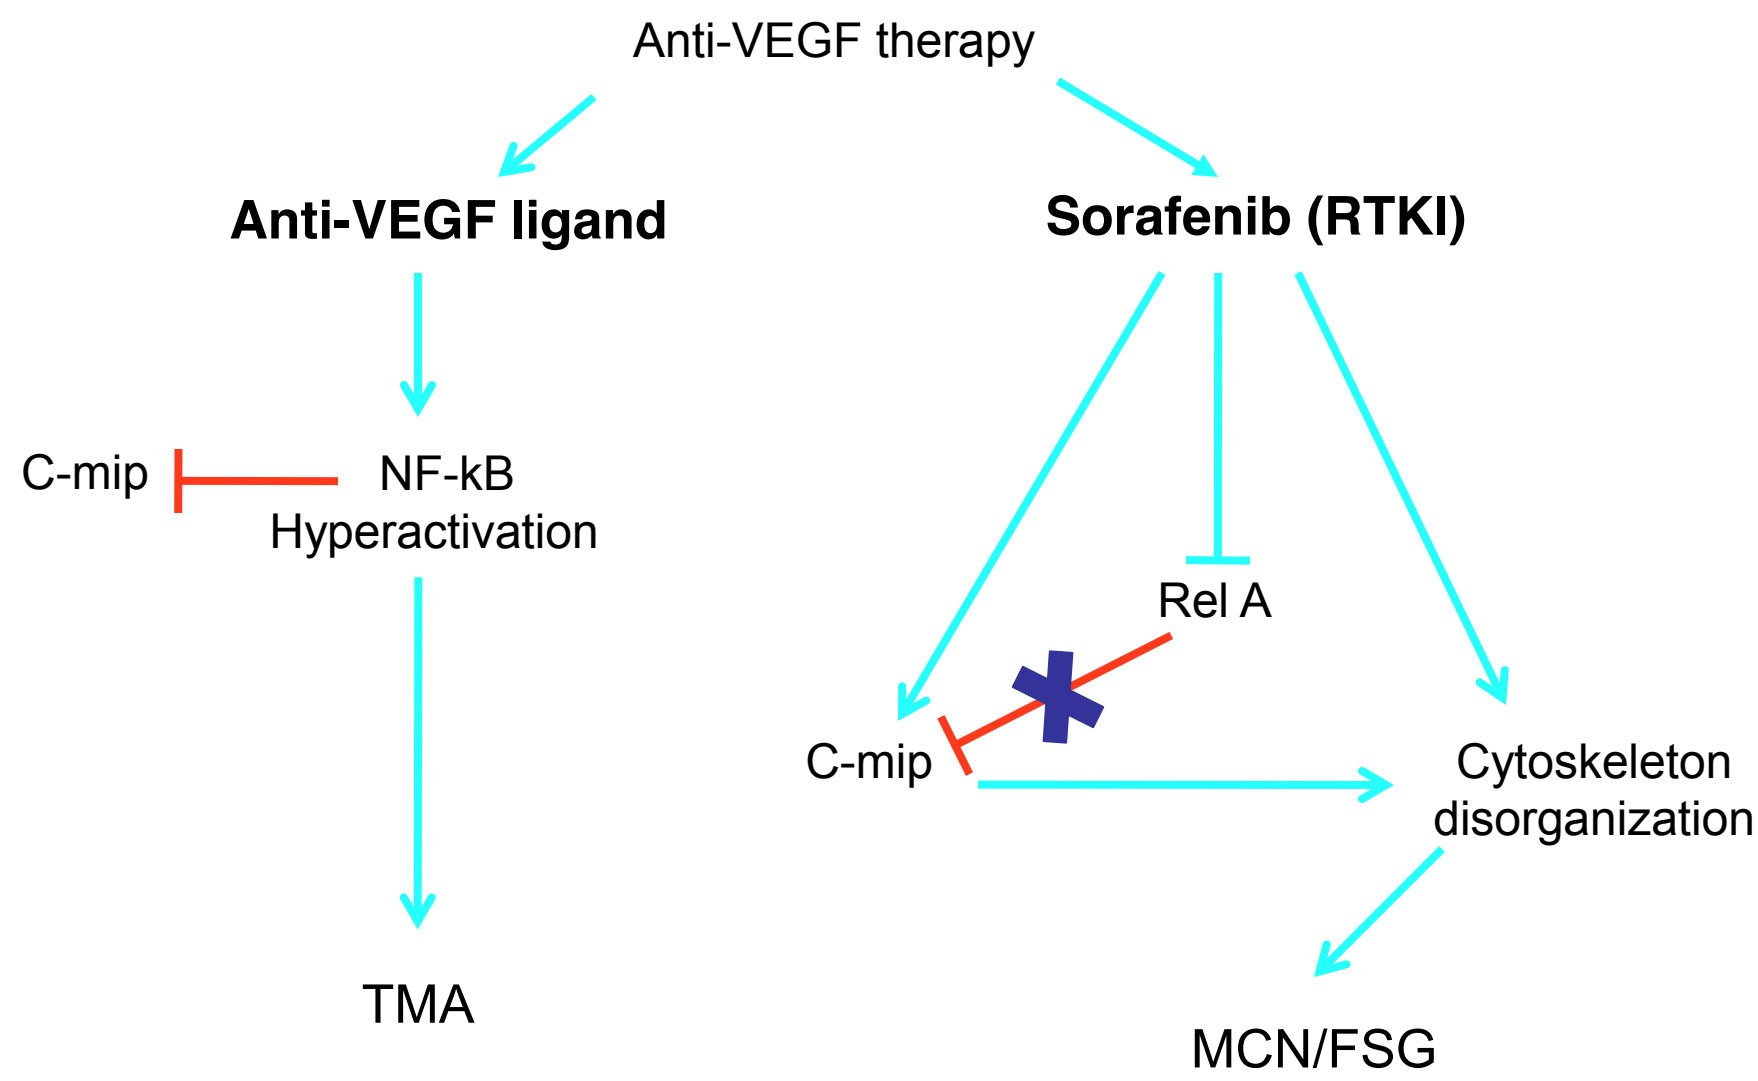 Anti-VEGF therapy
Anti-VEGF ligand
Sorafenib (RTKI)
C-mip
NF-kB
Hyperactivation
Rel A
C-mip
Cytoskeleton
disorganization
TMA
MCN/FSG